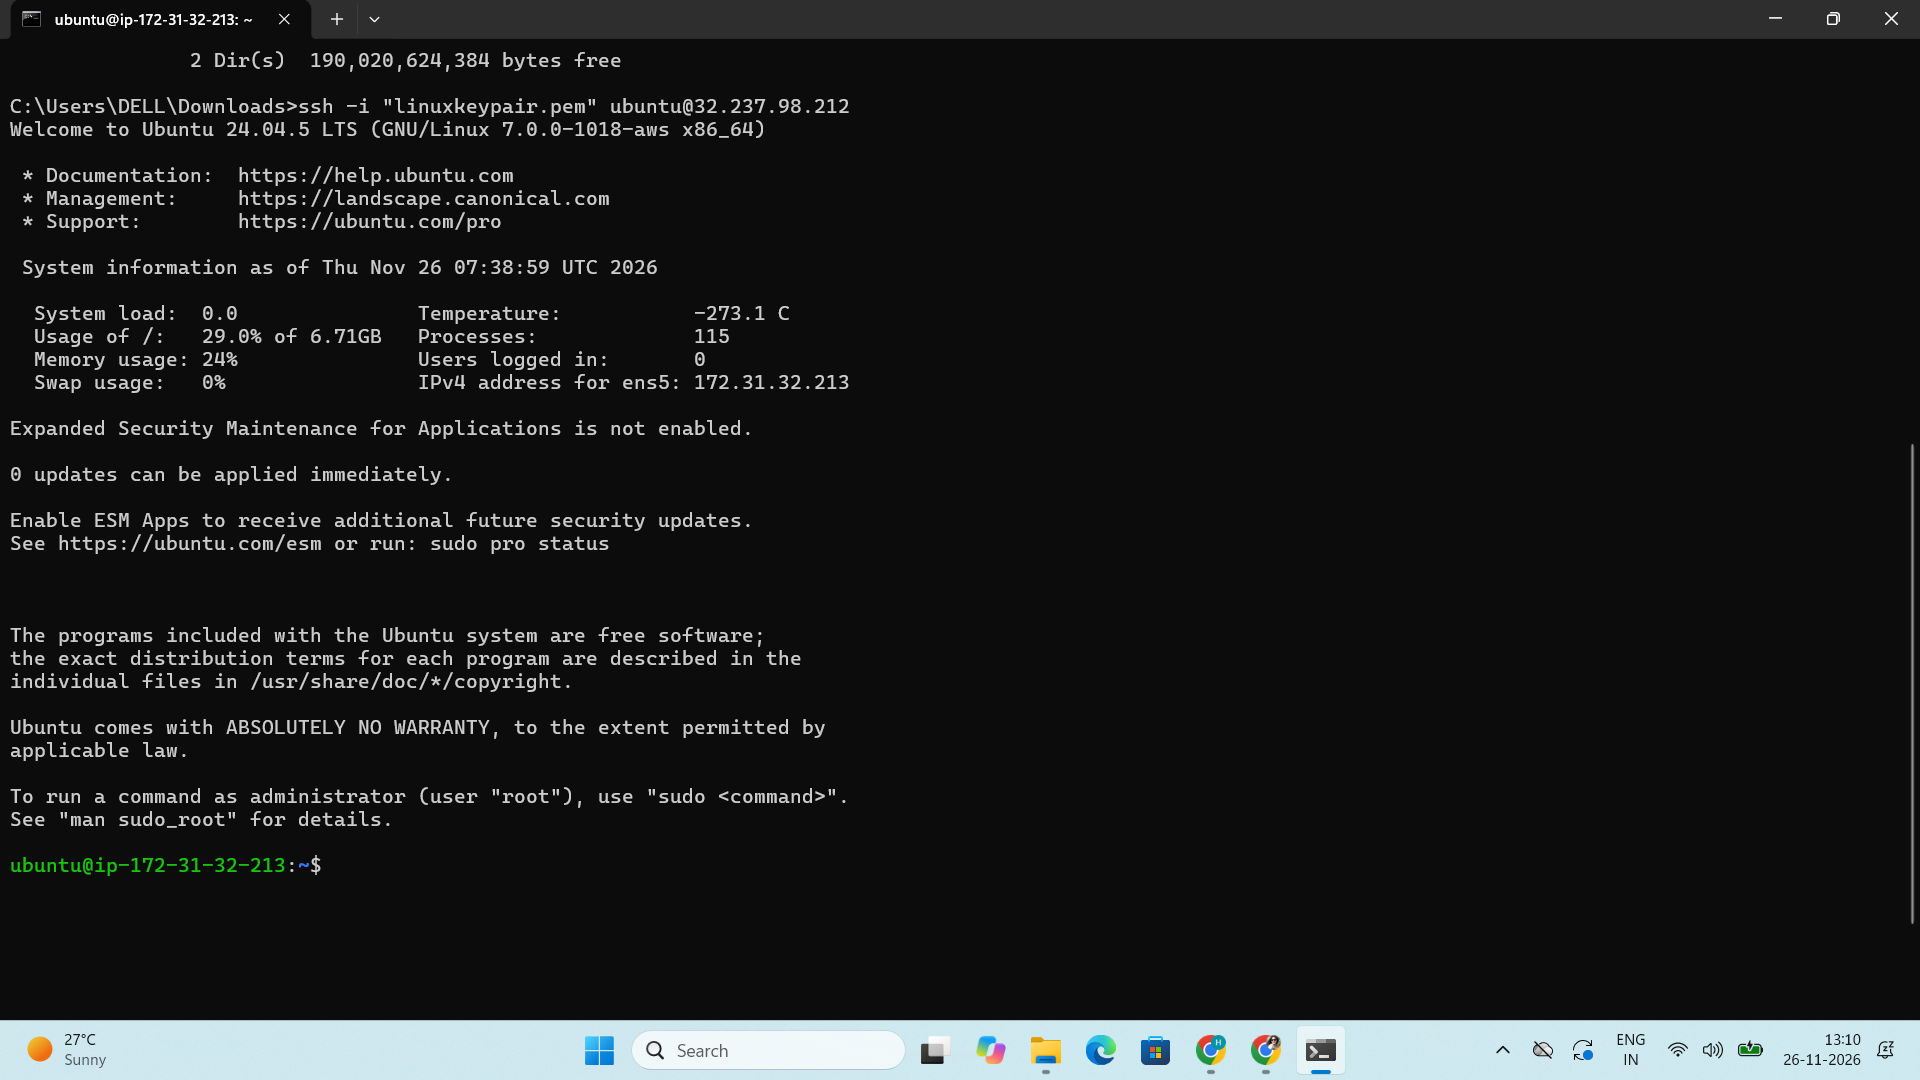 ubuntu@ip-172-31-32-213: ~
2 Dir(s)  190,020,624,384 bytes free
C:\Users\DELL\Downloads>ssh -i "linuxkeypair.pem" ubuntu@32.237.98.212
Welcome to Ubuntu 24.04.5 LTS (GNU/Linux 7.0.0-1018-aws x86_64)
* Documentation:  https://help.ubuntu.com
* Management:     https://landscape.canonical.com
* Support:        https://ubuntu.com/pro
System information as of Thu Nov 26 07:38:59 UTC 2026
System load:  0.0               Temperature:           -273.1 C
Usage of /:   29.0% of 6.71GB   Processes:             115
Memory usage: 24%               Users logged in:       0
Swap usage:   0%                IPv4 address for ens5: 172.31.32.213
Expanded Security Maintenance for Applications is not enabled.
0 updates can be applied immediately.
Enable ESM Apps to receive additional future security updates.
See https://ubuntu.com/esm or run: sudo pro status
The programs included with the Ubuntu system are free software;
the exact distribution terms for each program are described in the
individual files in /usr/share/doc/*/copyright.
Ubuntu comes with ABSOLUTELY NO WARRANTY, to the extent permitted by
applicable law.
To run a command as administrator (user "root"), use "sudo <command>".
See "man sudo_root" for details.
ubuntu@ip-172-31-32-213:~$
27°C
Sunny
Search
H
ENG
IN
13:10
26-11-2026